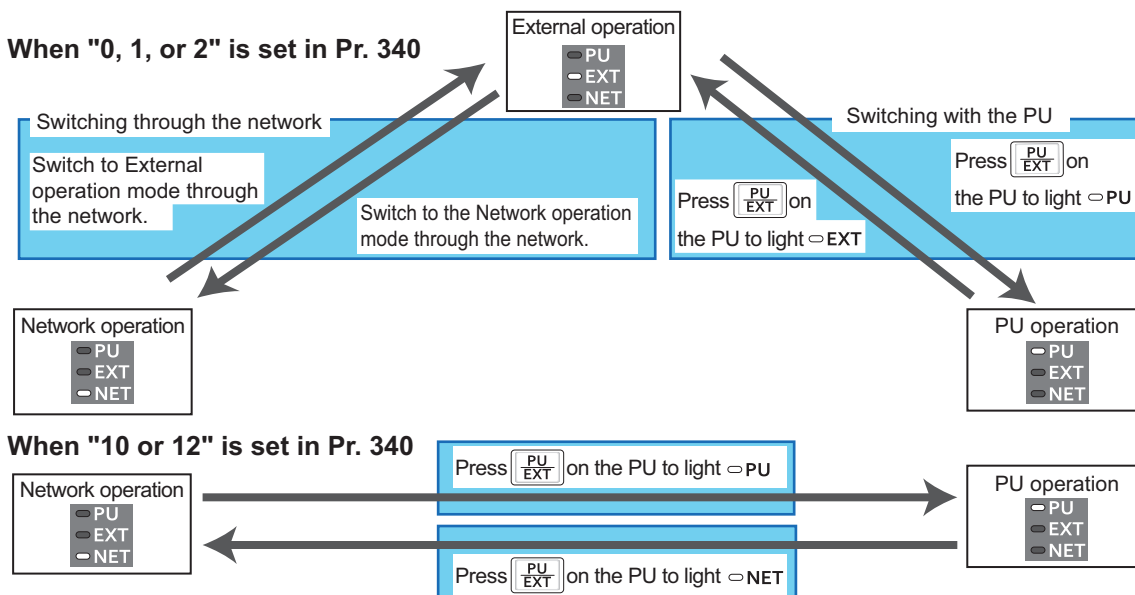 When "0, 1, or 2" is set in Pr. 340
External operation
PU
EXT
NET
Switching through the network
Switch to External
operation mode through
the network.
Switch to the Network operation
mode through the network.
Switching with the PU
Press PU/EXT on
the PU to light EXT
Press PU/EXT on
the PU to light PU
Network operation
PU
EXT
NET
PU operation
PU
EXT
NET
When "10 or 12" is set in Pr. 340
Network operation
PU
EXT
NET
Press PU/EXT on the PU to light PU
Press PU/EXT on the PU to light NET
PU operation
PU
EXT
NET